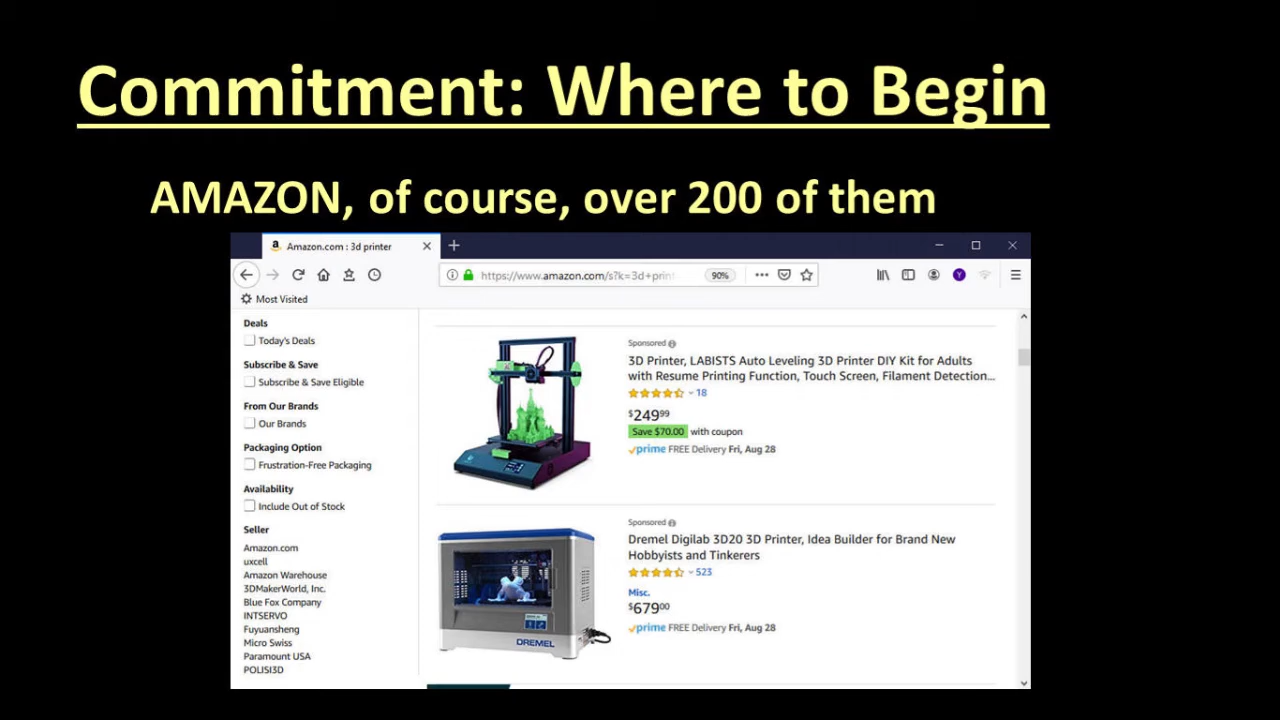 Commitment: Where to Begin
AMAZON, of course, over 200 of them
Amazon.com : 3d printer
https://www.amazon.com/s?k=3d+prin
90%
Most Visited
Deals
Today's Deals
Subscribe & Save
Subscribe & Save Eligible
From Our Brands
Our Brands
Packaging Option
Frustration-Free Packaging
Availability
Include Out of Stock
Seller
Amazon.com
uxcell
Amazon Warehouse
3DMakerWorld, Inc.
Blue Fox Company
INTSERVO
Fuyuansheng
Micro Swiss
Paramount USA
POLISI3D
Sponsored
3D Printer, LABISTS Auto Leveling 3D Printer DIY Kit for Adults
with Resume Printing Function, Touch Screen, Filament Detection...
18
$249.99
Save $70.00 with coupon
prime FREE Delivery Fri, Aug 28
Sponsored
Dremel Digilab 3D20 3D Printer, Idea Builder for Brand New
Hobbyists and Tinkerers
523
Misc.
$679.00
prime FREE Delivery Fri, Aug 28
DREMEL